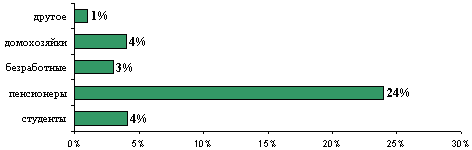 другое 1%
домохозяйки 4%
безработные 3%
пенсионеры 24%
студенты 4%
0% 5% 10% 15% 20% 25% 30%